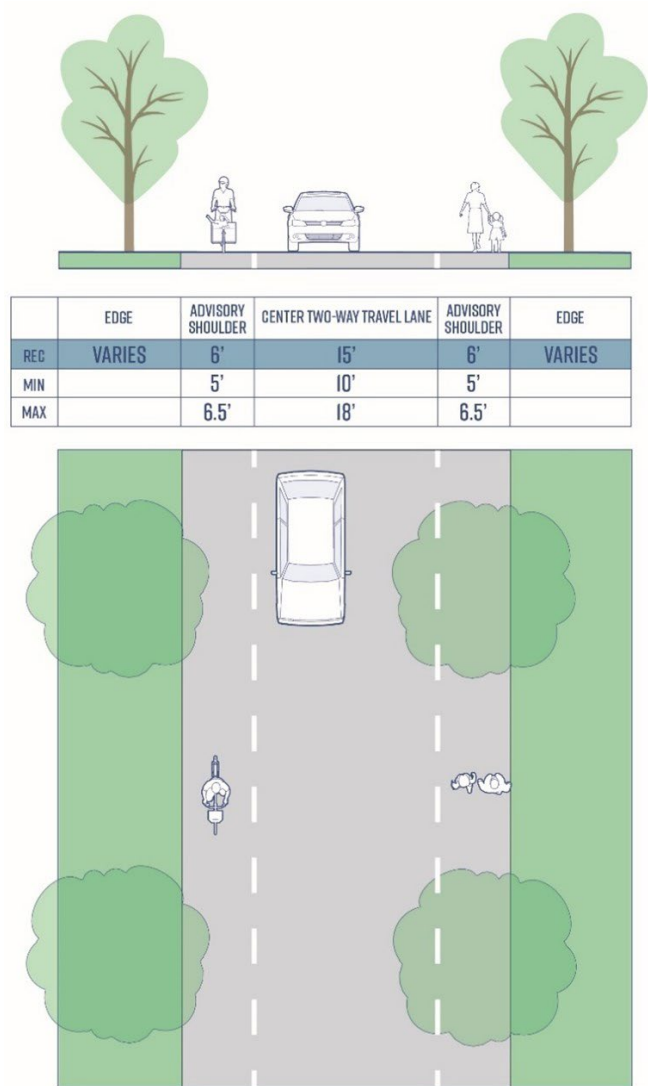 EDGE ADVISORY SHOULDER CENTER TWO-WAY TRAVEL LANE ADVISORY SHOULDER EDGE
REC VARIES 6' 15' 6' VARIES
MIN 5' 10' 5'
MAX 6.5' 18' 6.5'